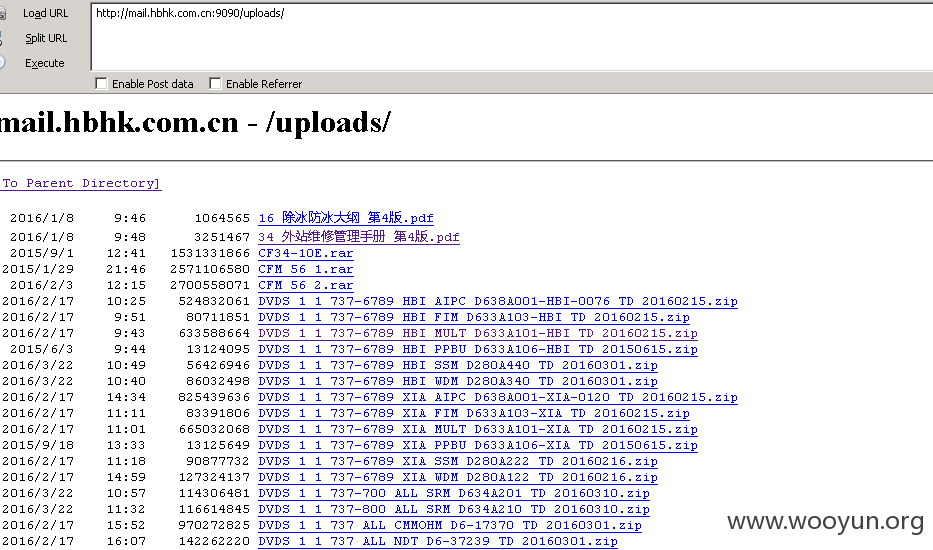 Load URL
http://mail.hbhk.com.cn:9090/uploads/
Split URL
Execute
Enable Post data Enable Referrer
mail.hbhk.com.cn - /uploads/
To Parent Directory]
2016/1/8 9:46 1064565 16 除冰防冰大纲 第4版.pdf
2016/1/8 9:48 3251467 34 外站维修管理手册 第4版.pdf
2015/9/1 12:41 1531331866 CF34-10E.rar
2015/1/29 21:46 2571106580 CFM 56 1.rar
2016/2/3 12:15 2700558071 CFM 56 2.rar
2016/2/17 10:25 524832061 DVDS 1 1 737-6789 HBI AIPC D638A001-HBI-0076 TD 20160215.zip
2016/2/17 9:51 80711851 DVDS 1 1 737-6789 HBI FIM D633A103-HBI TD 20160215.zip
2016/2/17 9:43 633588664 DVDS 1 1 737-6789 HBI MULT D633A101-HBI TD 20160215.zip
2015/6/3 9:44 13124095 DVDS 1 1 737-6789 HBI PPBU D633A106-HBI TD 20150615.zip
2016/3/22 10:49 56426946 DVDS 1 1 737-6789 HBI SSM D280A440 TD 20160301.zip
2016/3/22 10:40 86032498 DVDS 1 1 737-6789 HBI WDM D280A340 TD 20160301.zip
2016/2/17 14:34 825439636 DVDS 1 1 737-6789 XIA AIPC D638A001-XIA-0120 TD 20160215.zip
2016/2/17 11:11 83391806 DVDS 1 1 737-6789 XIA FIM D633A103-XIA TD 20160215.zip
2016/2/17 11:01 665032068 DVDS 1 1 737-6789 XIA MULT D633A101-XIA TD 20160215.zip
2015/9/18 13:33 13125649 DVDS 1 1 737-6789 XIA PPBU D633A106-XIA TD 20150615.zip
2016/2/17 11:18 90877732 DVDS 1 1 737-6789 XIA SSM D280A222 TD 20160216.zip
2016/2/17 14:59 127324137 DVDS 1 1 737-6789 XIA WDM D280A122 TD 20160216.zip
2016/3/22 10:57 114306481 DVDS 1 1 737-700 ALL SRM D634A201 TD 20160310.zip
2016/3/22 11:32 116614845 DVDS 1 1 737-800 ALL SRM D634A210 TD 20160310.zip
2016/2/17 15:52 970272825 DVDS 1 1 737 ALL CMMOHM D6-17370 TD 20160301.zip
2016/2/17 16:07 142262220 DVDS 1 1 737 ALL NDT D6-37239 TD 20160301.zip
www.wooyun.org